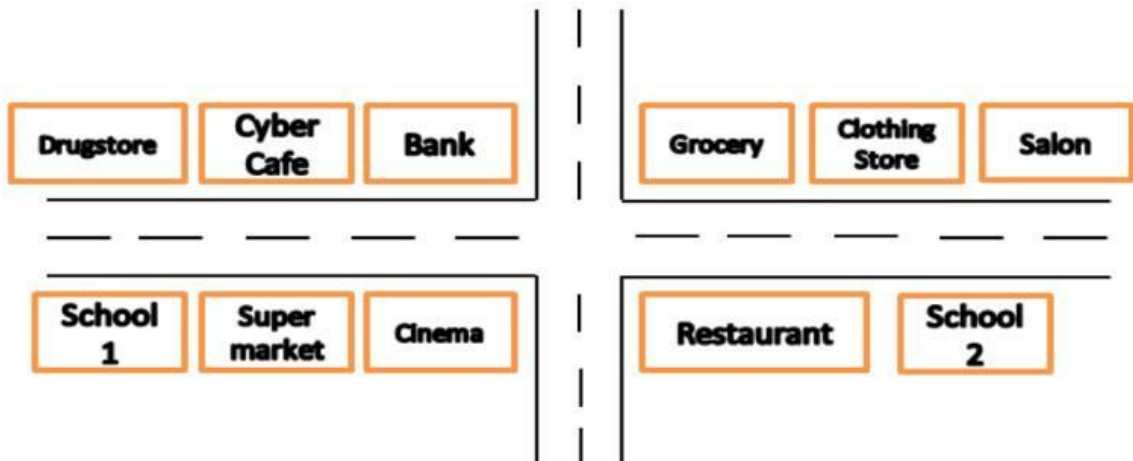 Drugstore
Cyber
Cafe
Bank
Grocery
Clothing
Store
Salon
School
1
Super
market
Cinema
Restaurant
School
2